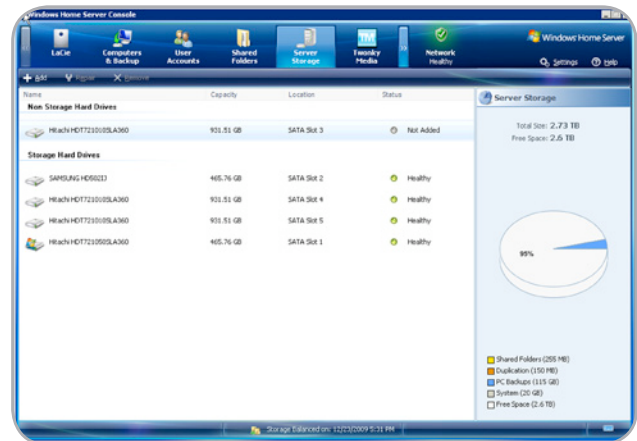 Windows Home Server Console
LaCie
Computers & Backup
User Accounts
Shared Folders
Server Storage
TM
Twonky Media
»
Network
Healthy
Windows Home Server
Settings
Help
Add
Repair
Remove
Name Capacity Location Status
Non Storage Hard Drives
Hitachi HDT721010SLA360 931.51 GB SATA Slot 3 Not Added
Storage Hard Drives
SAMSUNG HD502IJ 465.76 GB SATA Slot 2 Healthy
Hitachi HDT721010SLA360 931.51 GB SATA Slot 4 Healthy
Hitachi HDT721010SLA360 931.51 GB SATA Slot 5 Healthy
Hitachi HDT721050SLA360 465.76 GB SATA Slot 1 Healthy
Server Storage
Total Size: 2.73 TB
Free Space: 2.6 TB
95%
Shared Folders (255 MB)
Duplication (150 MB)
PC Backups (115 GB)
System (20 GB)
Free Space (2.6 TB)
Storage Balanced on: 12/23/2009 5:31 PM